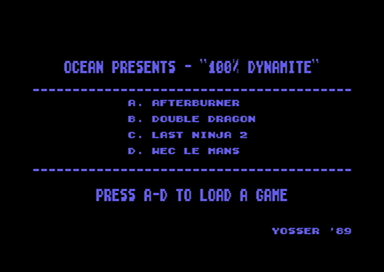 OCEAN PRESENTS - "100% DYNAMITE"
----------------------------------------
A. AFTERBURNER
B. DOUBLE DRAGON
C. LAST NINJA 2
D. WEC LE MANS
----------------------------------------
PRESS A-D TO LOAD A GAME
YOSSER '89